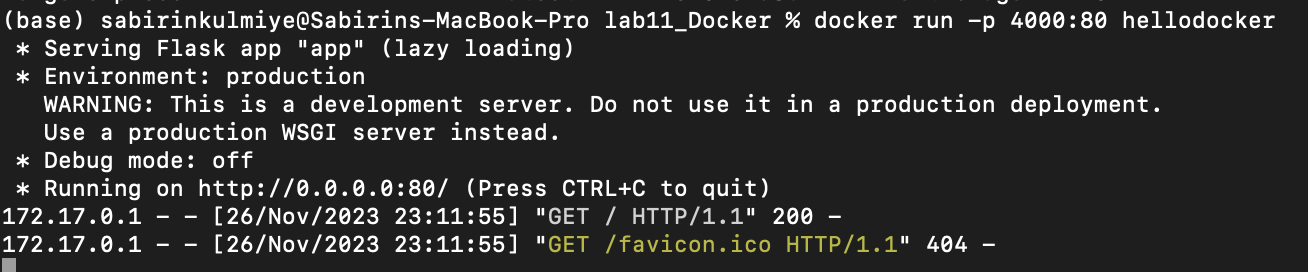 (base) sabirinkulmiye@Sabirins-MacBook-Pro lab11_Docker % docker run -p 4000:80 hellodocker
 * Serving Flask app "app" (lazy loading)
 * Environment: production
   WARNING: This is a development server. Do not use it in a production deployment.
   Use a production WSGI server instead.
 * Debug mode: off
 * Running on http://0.0.0.0:80/ (Press CTRL+C to quit)
172.17.0.1 - - [26/Nov/2023 23:11:55] "GET / HTTP/1.1" 200 -
172.17.0.1 - - [26/Nov/2023 23:11:55] "GET /favicon.ico HTTP/1.1" 404 -